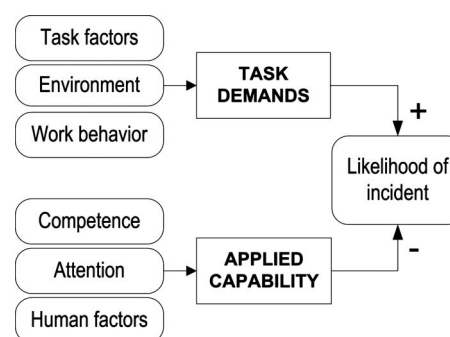 Task factors
Environment
Work behavior
TASK
DEMANDS
+
Likelihood of
incident
Competence
Attention
Human factors
APPLIED
CAPABILITY
-